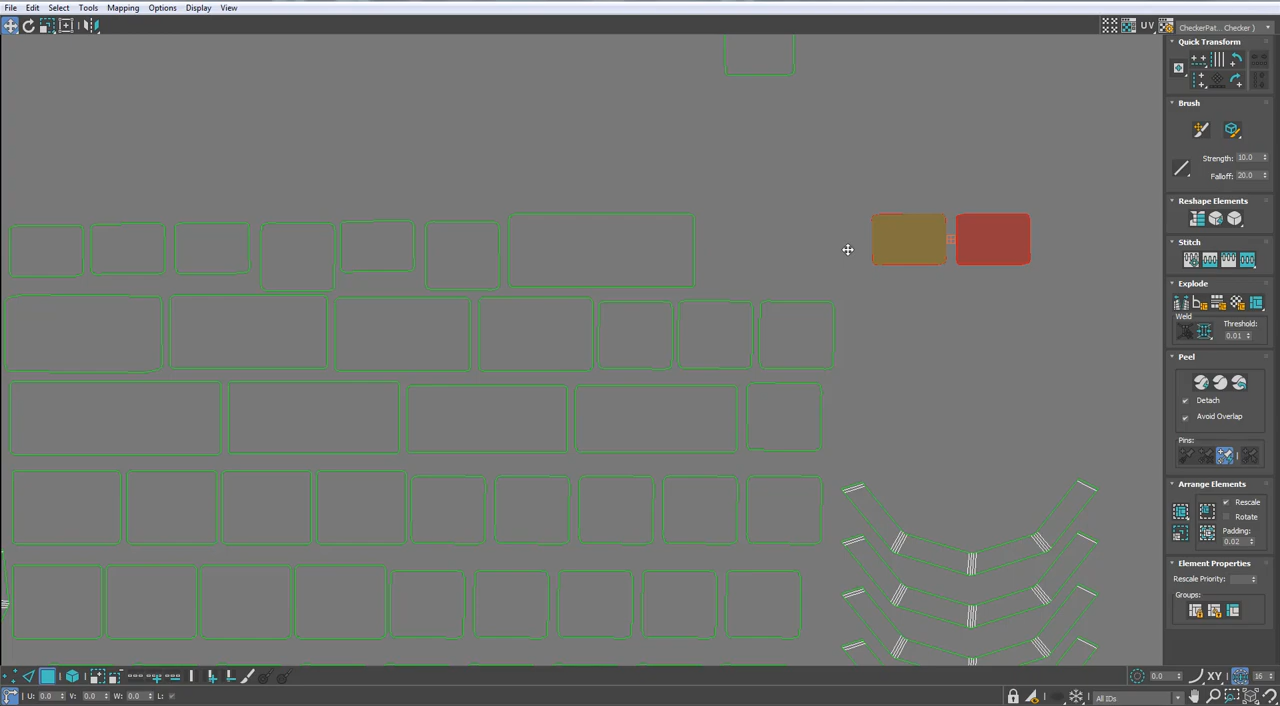 File Edit Select Tools Mapping Options Display View
UV CheckerPat... Checker )
Quick Transform
Brush
Strength: 10.0
Falloff: 20.0
Reshape Elements
Stitch
Explode
Weld Threshold:
0.01
Peel
Detach
Avoid Overlap
Pins:
Arrange Elements
Rescale
Rotate
Padding:
0.02
Element Properties
Rescale Priority:
Groups:
0.0 XY 16
U: 0.0 V: 0.0 W: 0.0 L: All IDs